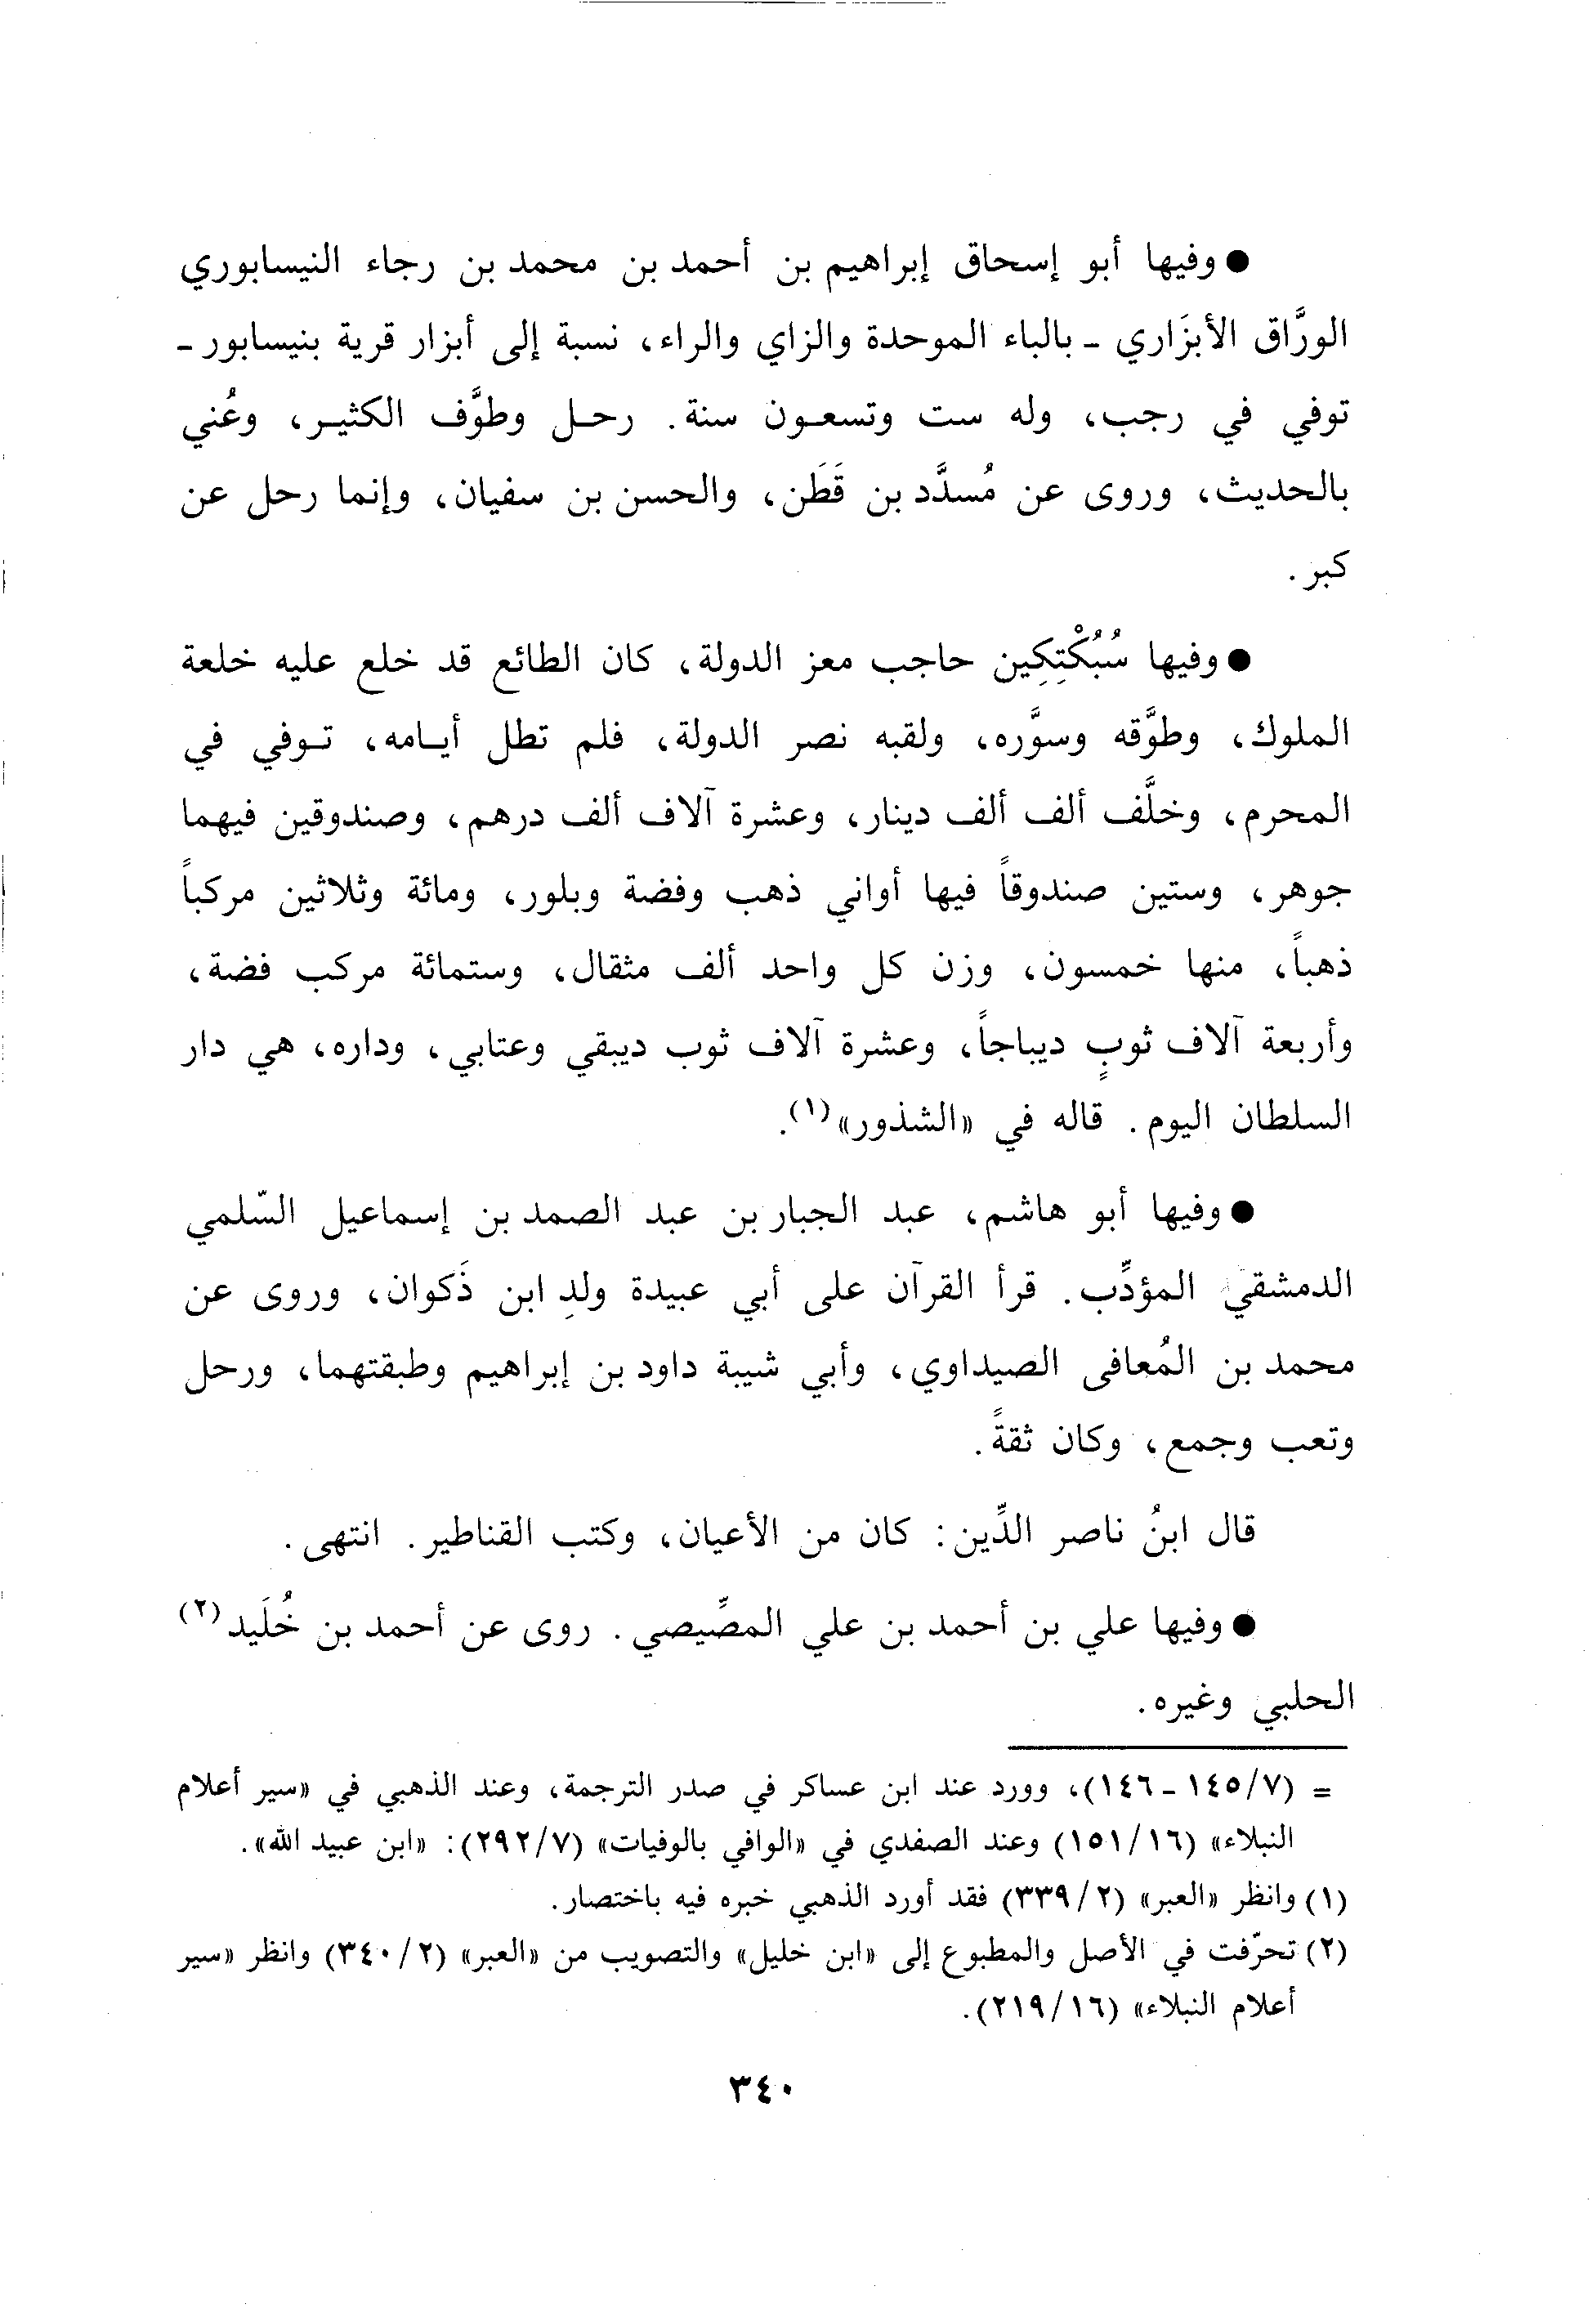 ● وفيها أبو إسحاق إبراهيم بن أحمد بن محمد بن رجاء النيسابوري
الورَّاق الأبزَاري - بالباء الموحدة والزاي والراء، نسبة إلى أبزار قرية بنيسابور -
توفي في رجب، وله ست وتسعون سنة. رحل وطوَّف الكثير، وعُني
بالحديث، وروى عن مُسدَّد بن قَطَن، والحسن بن سفيان، وإنما رحل عن
كبر.
● وفيها سُبُكْتِكِين حاجب معز الدولة، كان الطائع قد خلع عليه خلعة
الملوك، وطوَّقه وسوَّره، ولقبه نصر الدولة، فلم تطل أيامه، توفي في
المحرم، وخلَّف ألف ألف دينار، وعشرة آلاف ألف درهم، وصندوقين فيهما
جوهر، وستين صندوقاً فيها أواني ذهب وفضة وبلور، ومائة وثلاثين مركباً
ذهباً، منها خمسون، وزن كل واحد ألف مثقال، وستمائة مركب فضة،
وأربعة آلاف ثوبٍ ديباجاً، وعشرة آلاف ثوب ديبقي وعتابي، وداره، هي دار
السلطان اليوم. قاله في «الشذور»(١).
● وفيها أبو هاشم، عبد الجبار بن عبد الصمد بن إسماعيل السّلمي
الدمشقي المؤدِّب. قرأ القرآن على أبي عبيدة ولدِ ابن ذَكوان، وروى عن
محمد بن المُعافى الصيداوي، وأبي شيبة داود بن إبراهيم وطبقتهما، ورحل
وتعب وجمع، وكان ثقةً.
قال ابنُ ناصر الدِّين: كان من الأعيان، وكتب القناطير. انتهى.
● وفيها علي بن أحمد بن علي المصِّيصي. روى عن أحمد بن خُلَيد(٢)
الحلبي وغيره.
= (٧/١٤٥ - ١٤٦)، وورد عند ابن عساكر في صدر الترجمة، وعند الذهبي في «سير أعلام
النبلاء» (١٦/١٥١) وعند الصفدي في «الوافي بالوفيات» (٧/٢٩٢): «ابن عبيد الله».
(١) وانظر «العبر» (٢/٣٣٩) فقد أورد الذهبي خبره فيه باختصار.
(٢) تحرّفت في الأصل والمطبوع إلى «ابن خليل» والتصويب من «العبر» (٢/٣٤٠) وانظر «سير
أعلام النبلاء» (١٦/٢١٩).
٣٤٠